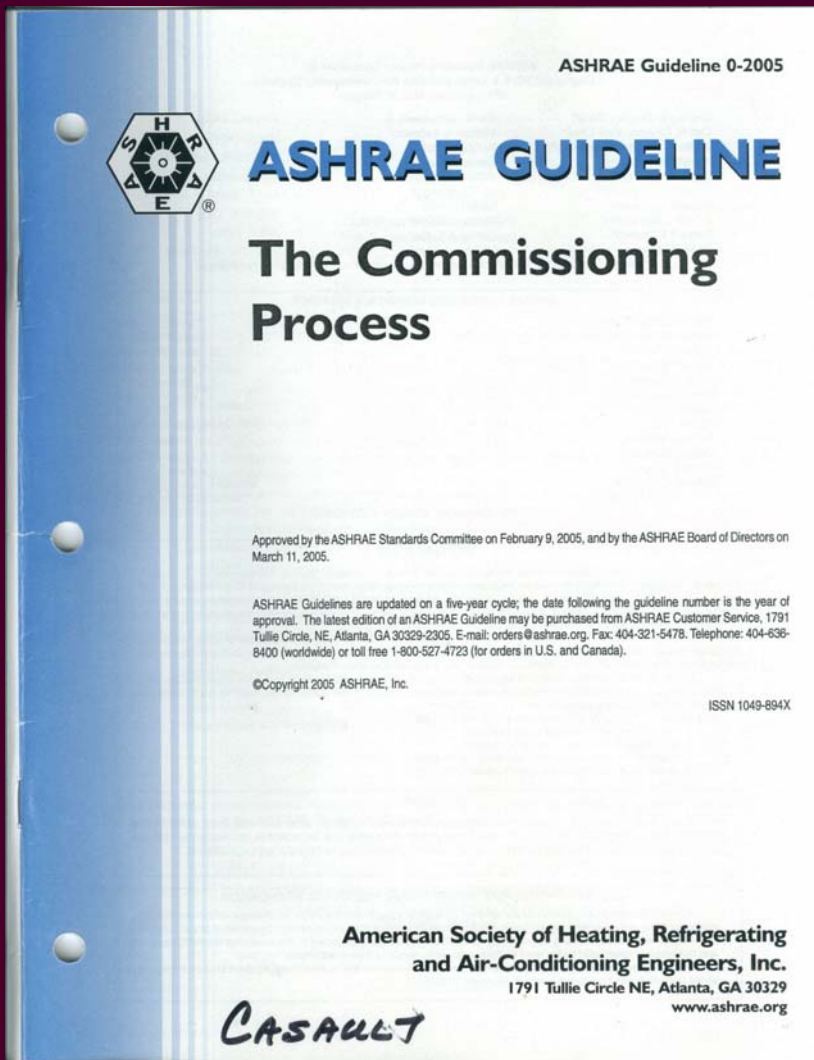 ASHRAE Guideline 0-2005
ASHRAE
®
ASHRAE GUIDELINE
The Commissioning
Process
Approved by the ASHRAE Standards Committee on February 9, 2005, and by the ASHRAE Board of Directors on
March 11, 2005.
ASHRAE Guidelines are updated on a five-year cycle; the date following the guideline number is the year of
approval. The latest edition of an ASHRAE Guideline may be purchased from ASHRAE Customer Service, 1791
Tullie Circle, NE, Atlanta, GA 30329-2305. E-mail: orders@ashrae.org. Fax: 404-321-5478. Telephone: 404-636-
8400 (worldwide) or toll free 1-800-527-4723 (for orders in U.S. and Canada).
©Copyright 2005 ASHRAE, Inc.
ISSN 1049-894X
American Society of Heating, Refrigerating
and Air-Conditioning Engineers, Inc.
1791 Tullie Circle NE, Atlanta, GA 30329
www.ashrae.org
CASAULT